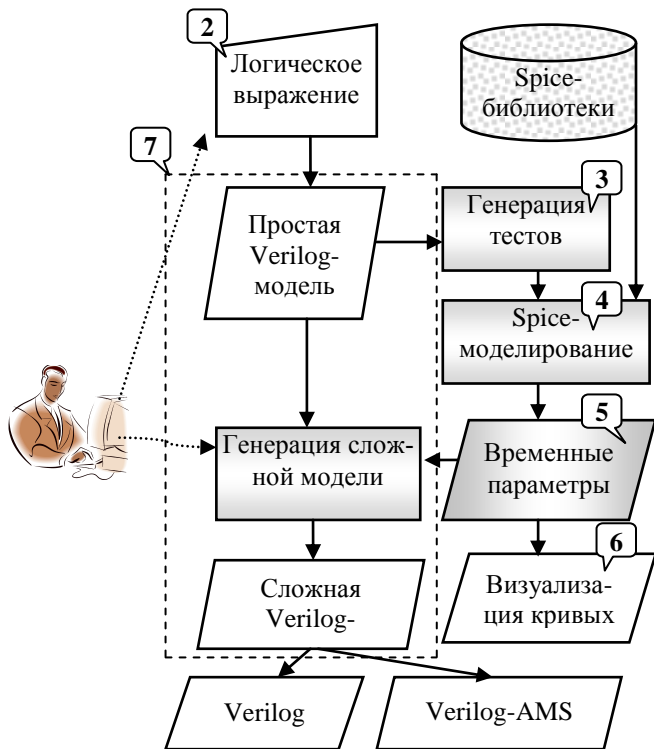 2
Логическое
выражение
Spice-
библиотеки
7
3
Простая
Verilog-
модель
Генерация
тестов
4
Spice-
моделирование
5
Генерация слож-
ной модели
Временные
параметры
6
Сложная
Verilog-
Визуализа-
ция кривых
Verilog
Verilog-AMS